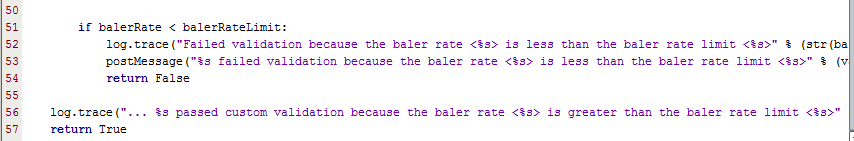 50
51 if balerRate < balerRateLimit:
52 log.trace("Failed validation because the baler rate <%s> is less than the baler rate limit <%s>" % (str(ba
53 postMessage("%s failed validation because the baler rate <%s> is less than the baler rate limit <%s>" % (v
54 return False
55
56 log.trace("... %s passed custom validation because the baler rate <%s> is greater than the baler rate limit <%s>"
57 return True